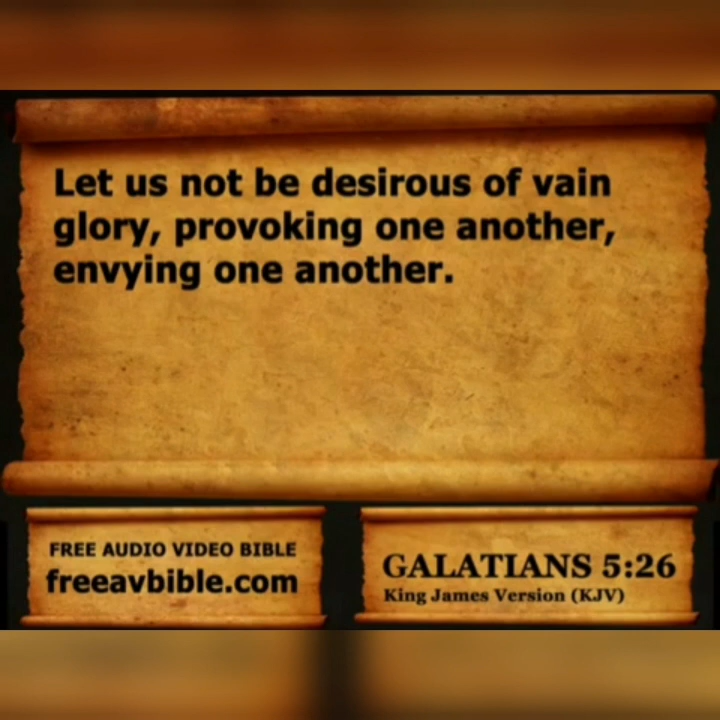 Let us not be desirous of vain
glory, provoking one another,
envying one another.
FREE AUDIO VIDEO BIBLE
freeavbible.com
GALATIANS 5:26
King James Version (KJV)